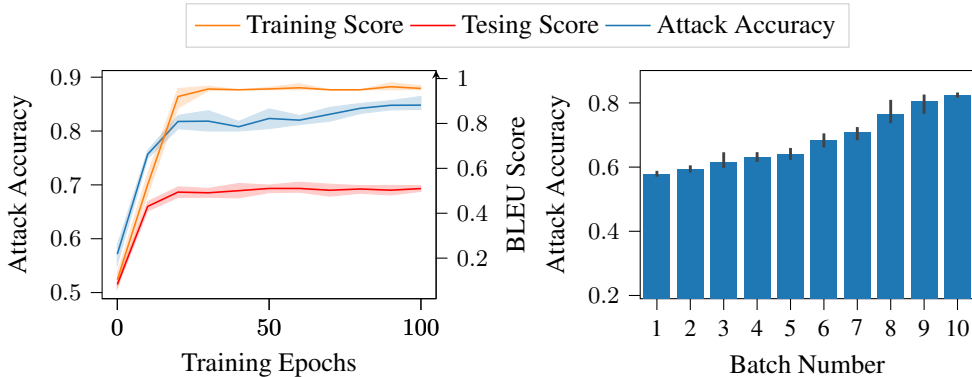 Training Score Tesing Score Attack Accuracy
0.9
0.8
0.7
0.6
0.5
Attack Accuracy
0 50 100
Training Epochs
1
0.8
0.6
0.4
0.2
BLEU Score
0.8
0.6
0.4
0.2
Attack Accuracy
1 2 3 4 5 6 7 8 9 10
Batch Number